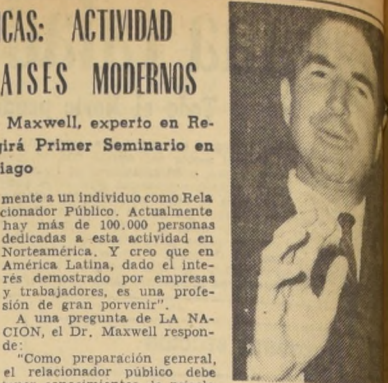 CAS: ACTIVIDAD
AISES MODERNOS
Maxwell, experto en Re-
girá Primer Seminario en
iago
mente a un individuo como Rela
cionador Público. Actualmente
hay más de 100.000 personas
dedicadas a esta actividad en
Norteamérica. Y creo que en
América Latina, dado el inte-
rés demostrado por empresas
y trabajadores, es una profe-
sión de gran porvenir".
A una pregunta de LA NA-
CION, el Dr. Maxwell respon-
de:
"Como preparación general,
el relacionador público debe